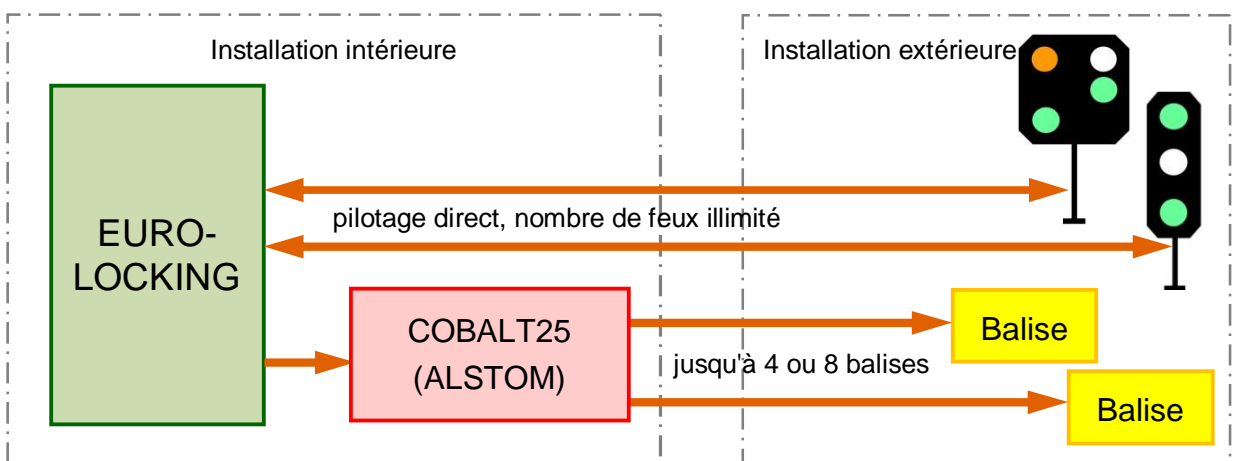 Installation intérieure
Installation extérieure
EURO-
LOCKING
pilotage direct, nombre de feux illimité
COBALT25
(ALSTOM)
Balise
jusqu'à 4 ou 8 balises
Balise